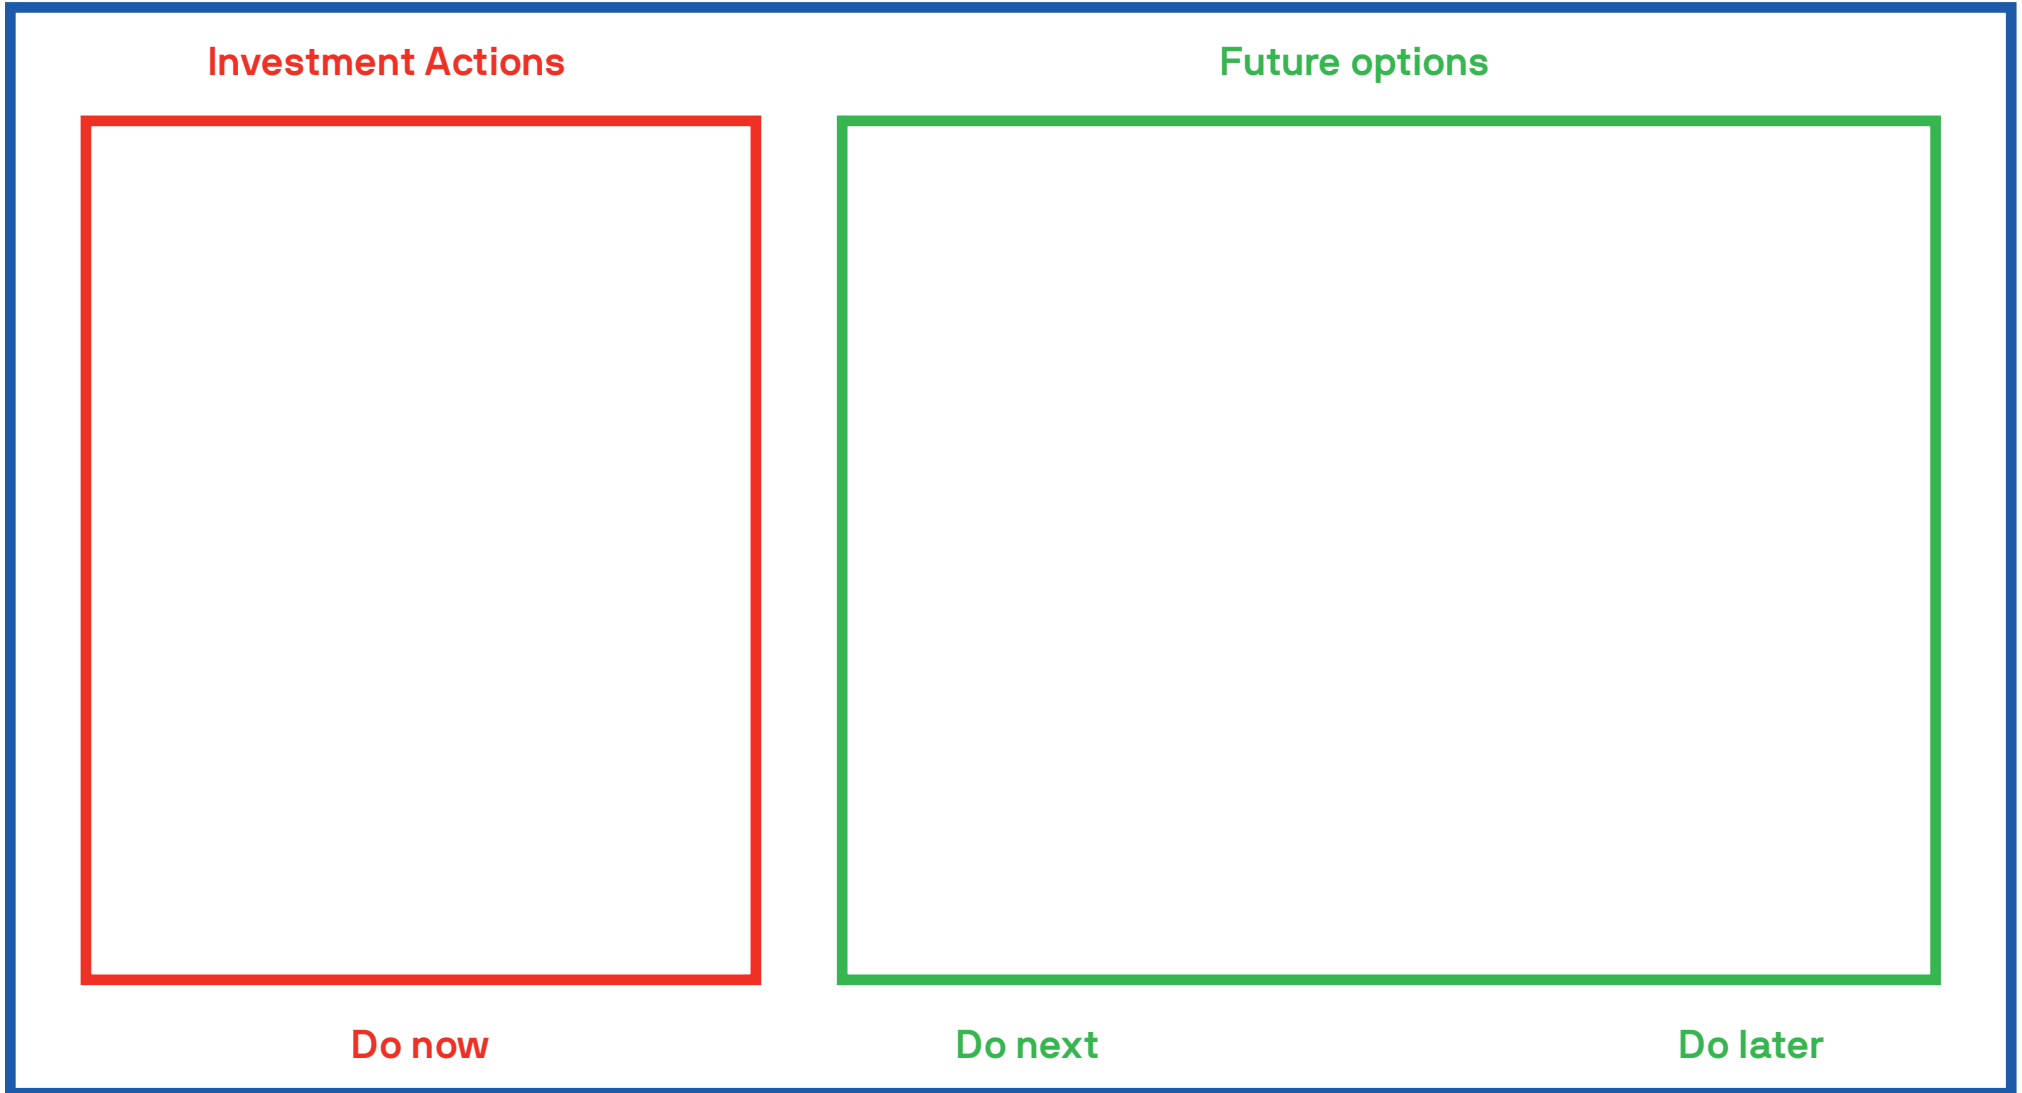 Investment Actions
Future options
Do now
Do next
Do later